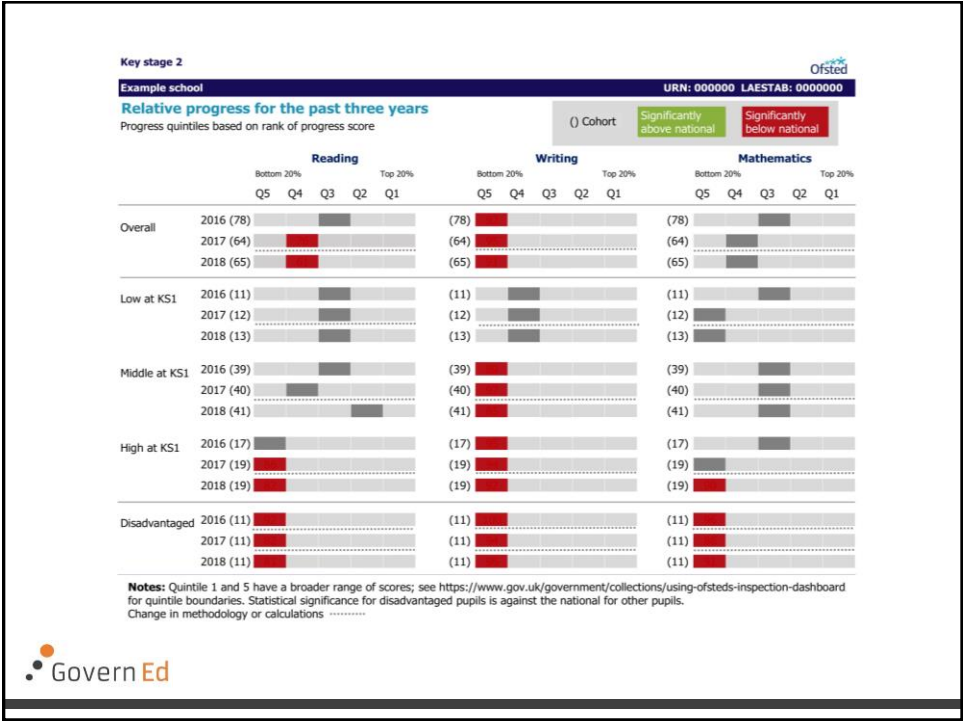 Key stage 2
Ofsted
Example school URN: 000000 LAESTAB: 0000000
Relative progress for the past three years
Progress quintiles based on rank of progress score
() Cohort
Significantly
above national
Significantly
below national
Reading Writing Mathematics
Bottom 20% Top 20% Bottom 20% Top 20% Bottom 20% Top 20%
Q5 Q4 Q3 Q2 Q1 Q5 Q4 Q3 Q2 Q1 Q5 Q4 Q3 Q2 Q1
Overall
2016 (78) (78) (78)
2017 (64) (64) (64)
2018 (65) (65) (65)
Low at KS1
2016 (11) (11) (11)
2017 (12) (12) (12)
2018 (13) (13) (13)
Middle at KS1
2016 (39) (39) (39)
2017 (40) (40) (40)
2018 (41) (41) (41)
High at KS1
2016 (17) (17) (17)
2017 (19) (19) (19)
2018 (19) (19) (19)
Disadvantaged
2016 (11) (11) (11)
2017 (11) (11) (11)
2018 (11) (11) (11)
Notes: Quintile 1 and 5 have a broader range of scores; see https://www.gov.uk/government/collections/using-ofsteds-inspection-dashboard
for quintile boundaries. Statistical significance for disadvantaged pupils is against the national for other pupils.
Change in methodology or calculations ----------
Govern Ed